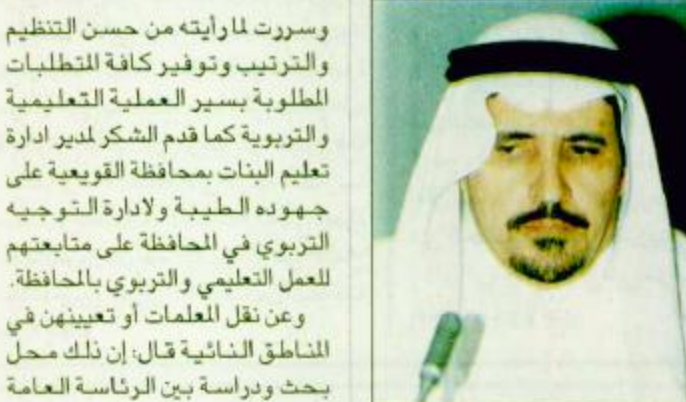 وسررت لما رأيته من حسن التنظيم
والترتيب وتوفير كافة المتطلبات
المطلوبة بسير العملية التعليمية
والتربوية كما قدم الشكر لمدير ادارة
تعليم البنات بمحافظة القويعية على
جهوده الطيبة ولادارة التوجيه
التربوي في المحافظة على متابعتهم
للعمل التعليمي والتربوي بالمحافظة.
وعن نقل المعلمات أو تعيينهن في
المناطق النائية قال: إن ذلك محل
بحث ودراسة بين الرئاسة العامة